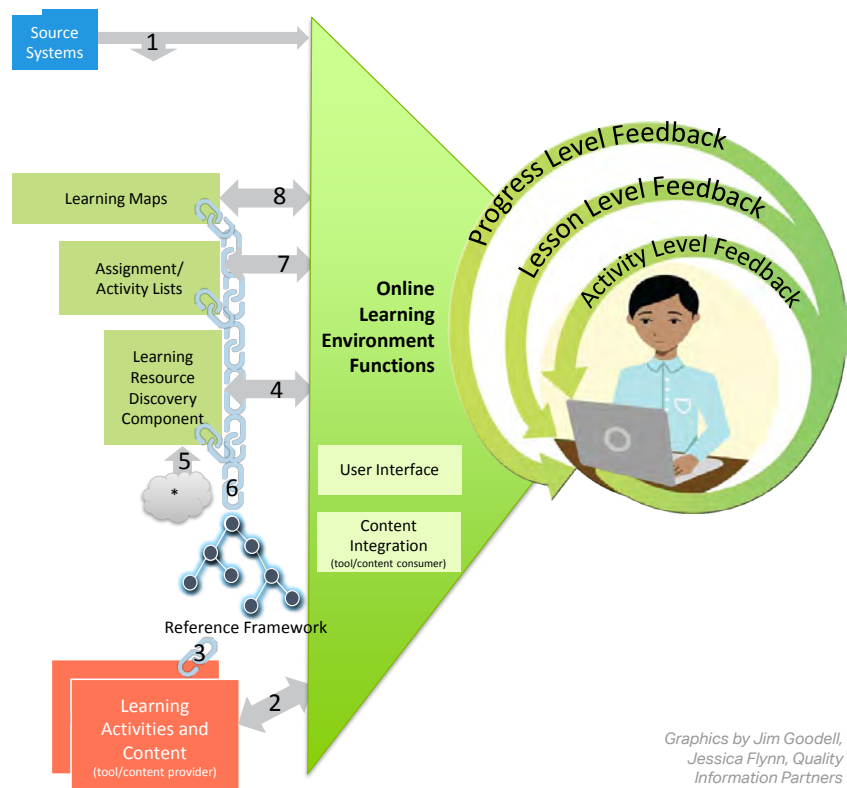 Source
Systems
1
Progress Level Feedback
Lesson Level Feedback
Activity Level Feedback
Learning Maps
8
Assignment/
Activity Lists
7
Online
Learning
Environment
Functions
Learning
Resource
Discovery
Component
4
5
*
6
User Interface
Content
Integration
(tool/content consumer)
Reference Framework
3
Learning
Activities and
Content
(tool/content provider)
2
Graphics by Jim Goodell,
Jessica Flynn, Quality
Information Partners